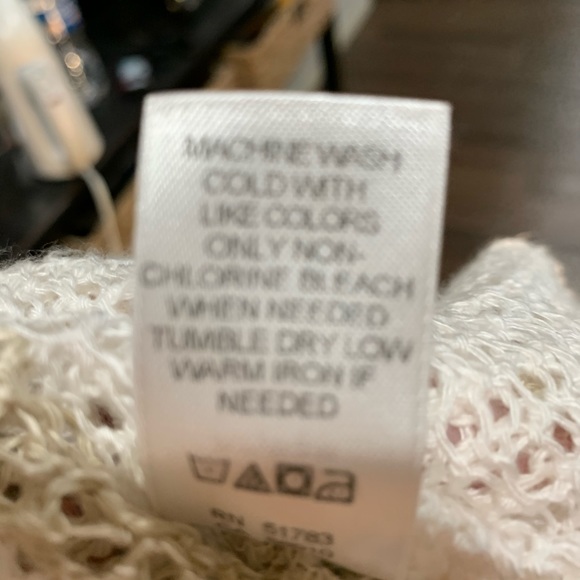 MACHINE WASH
COLD WITH
LIKE COLORS
ONLY NON-
CHLORINE BLEACH
WHEN NEEDED
TUMBLE DRY LOW
WARM IRON IF
NEEDED
RN 51783